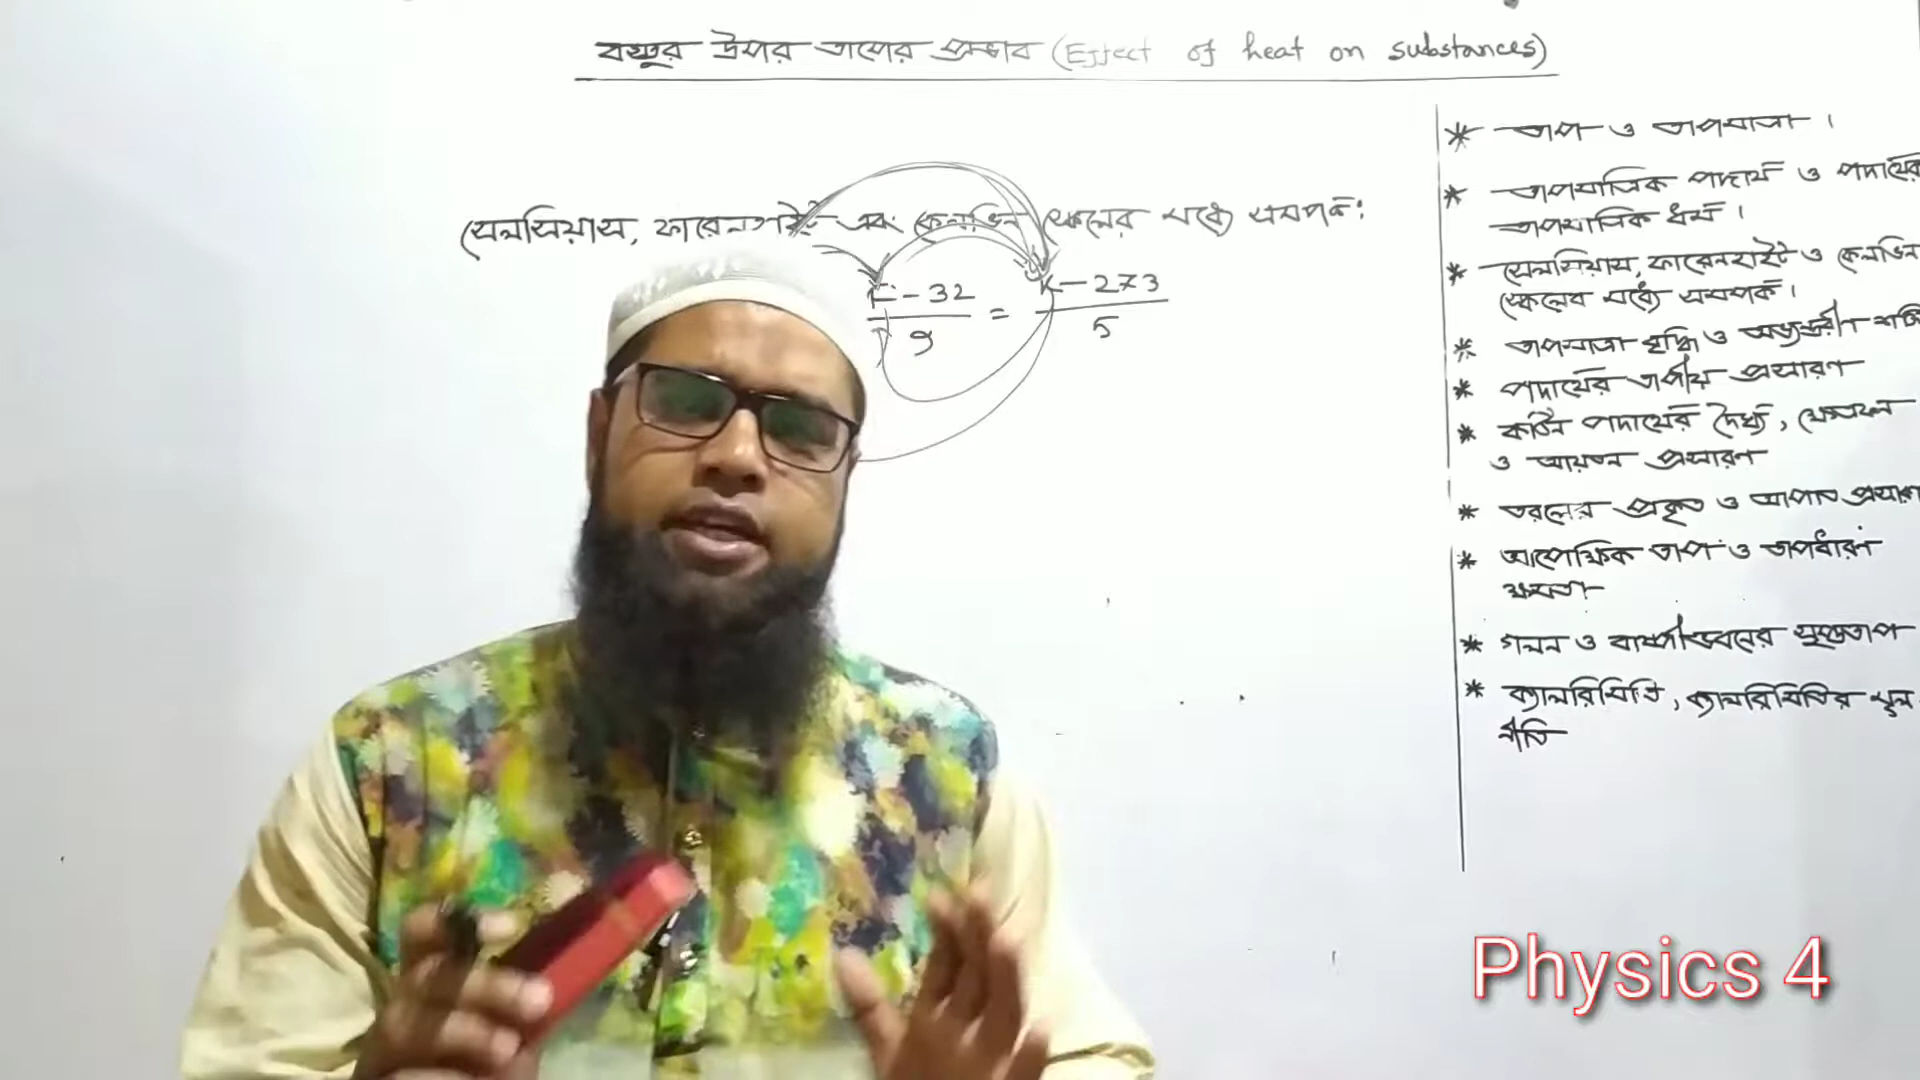 বস্তুর উপর তাপের প্রভাব (Effect of heat on substances)
সেলসিয়াস, ফারেনহাইট এবং কেলভিন স্কেলের মধ্যে সম্পর্ক:
F - 32 / 9 = K - 273 / 5
* তাপ ও তাপমাত্রা ।
* তাপমাত্রিক পদার্থ ও পদার্থের
তাপমাত্রিক ধর্ম ।
* সেলসিয়াস, ফারেনহাইট ও কেলভিন
স্কেলের মধ্যে সম্পর্ক ।
* তাপমাত্রা বৃদ্ধি ও অভ্যন্তরীণ শক্তি
* পদার্থের তাপীয় প্রসারণ
* কঠিন পদার্থের দৈর্ঘ্য, ক্ষেত্রফল
ও আয়তন প্রসারণ
* তরলের প্রকৃত ও আপাত প্রসারণ
* আপেক্ষিক তাপ ও তাপধারণ
ক্ষমতা
* গলন ও বাষ্পীভবনের সুপ্ততাপ
* ক্যালরিমিতি, ক্যালরিমিতির মূল
নীতি
Physics 4